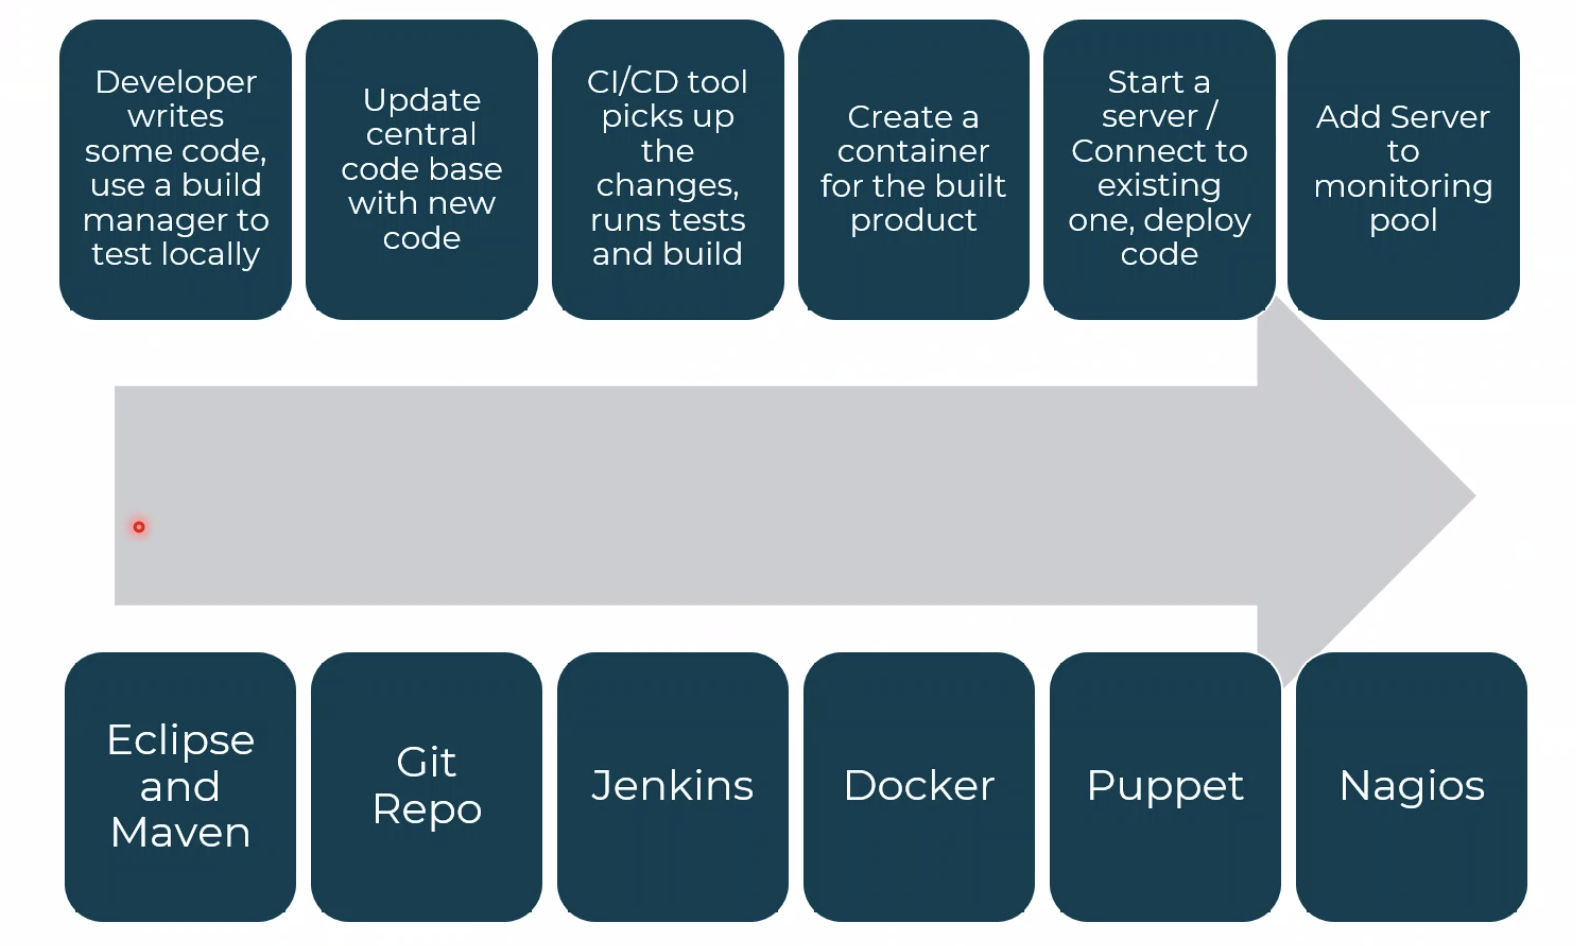 Developer
writes
some code,
use a build
manager to
test locally
Update
central
code base
with new
code
CI/CD tool
picks up
the
changes,
runs tests
and build
Create a
container
for the built
product
Start a
server /
Connect to
existing
one, deploy
code
Add Server
to
monitoring
pool
Eclipse
and
Maven
Git
Repo
Jenkins
Docker
Puppet
Nagios